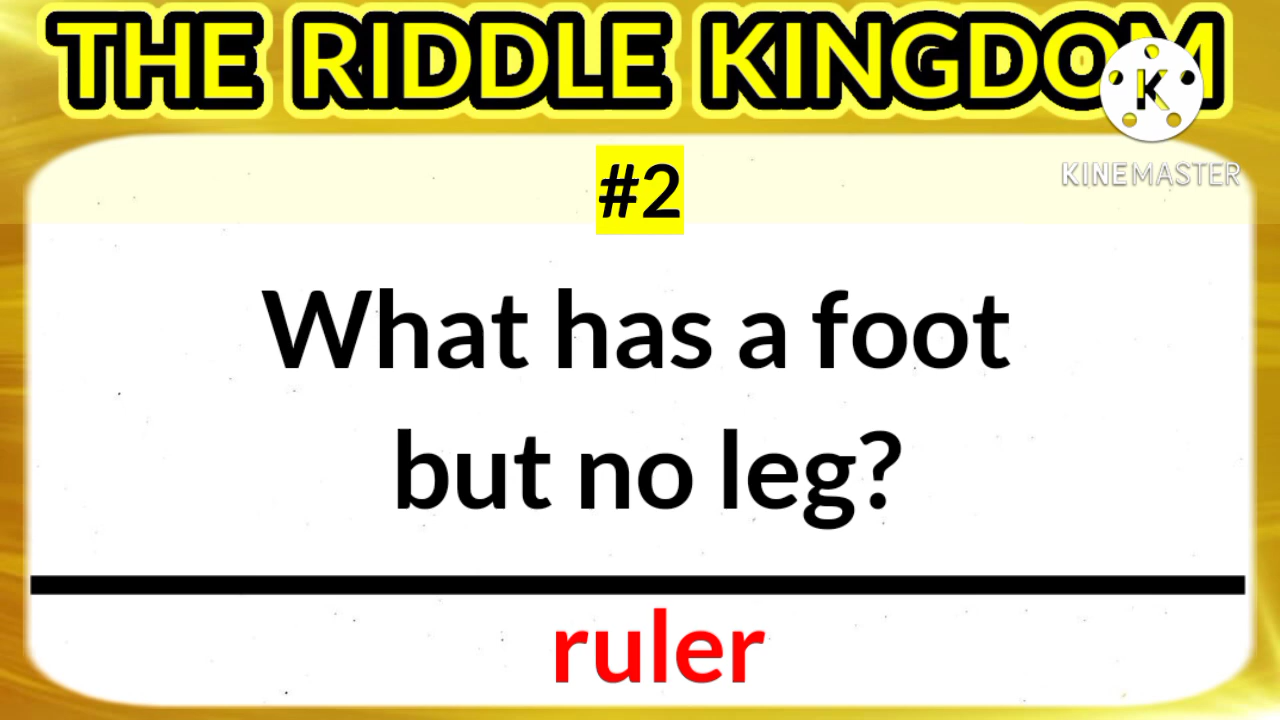 THE RIDDLE KINGDOM
K
KINEMASTER
#2
What has a foot
but no leg?
ruler